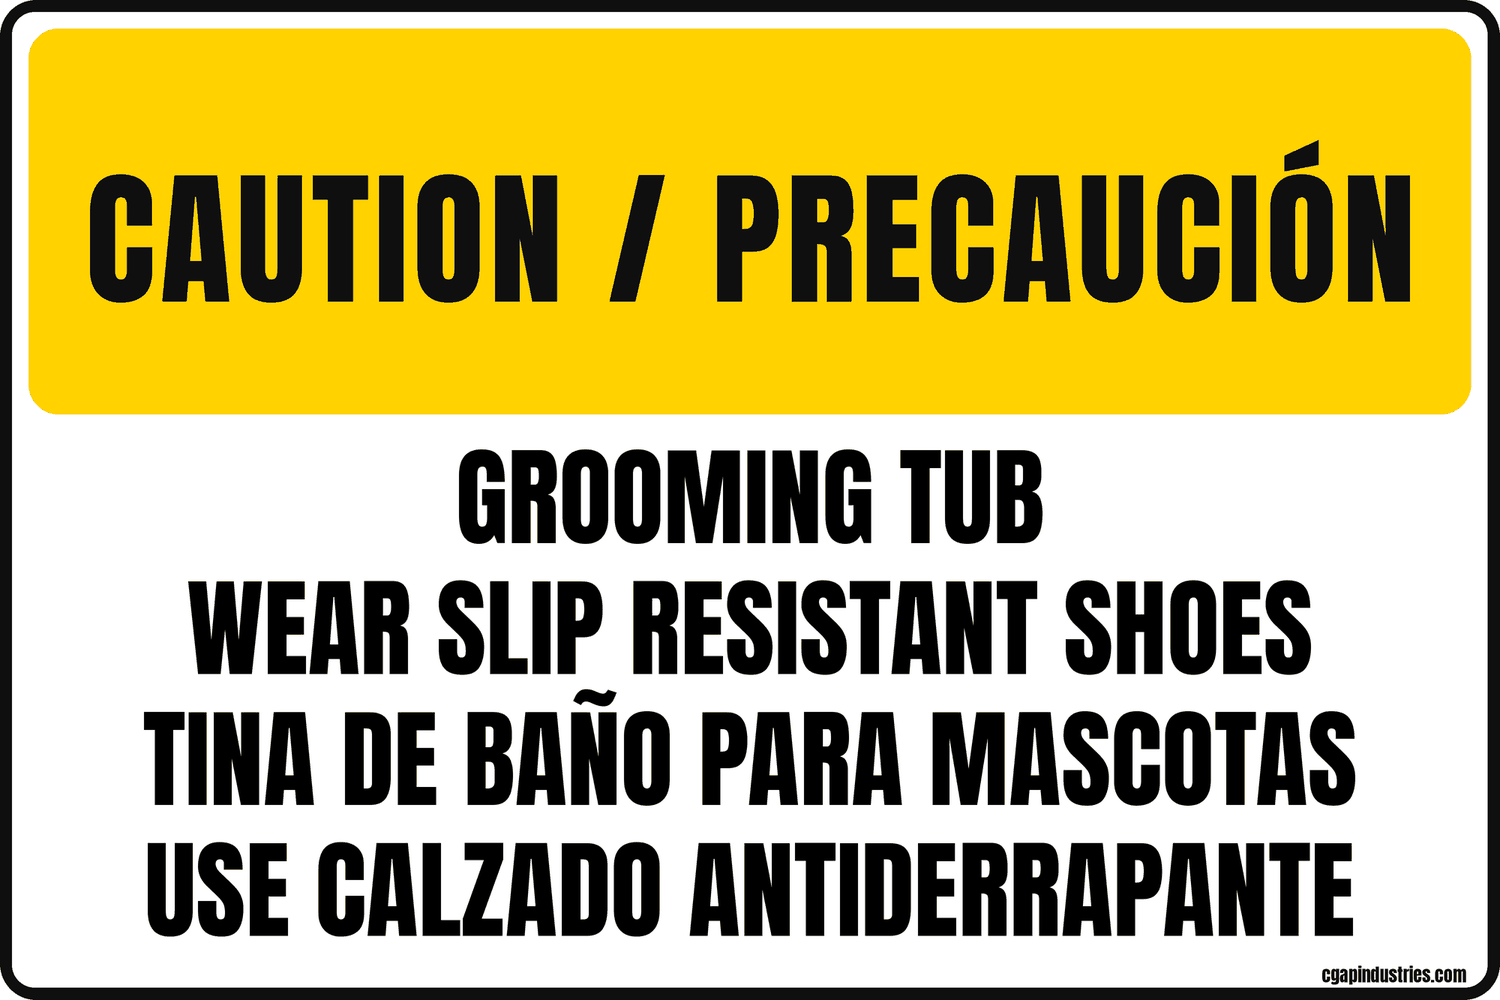 CAUTION / PRECAUCIÓN
GROOMING TUB
WEAR SLIP RESISTANT SHOES
TINA DE BAÑO PARA MASCOTAS
USE CALZADO ANTIDERRAPANTE
cgapindustries.com